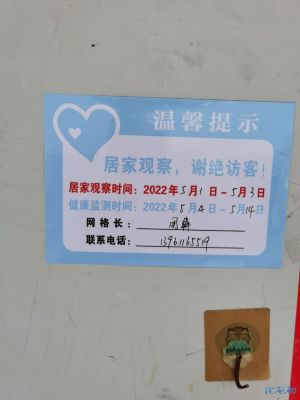 温馨提示
居家观察，谢绝访客！
居家观察时间：2022年5月1日－5月3日
健康监测时间：2022年5月4日－5月14日
网格长：
联系电话：13961165519
化龙巷